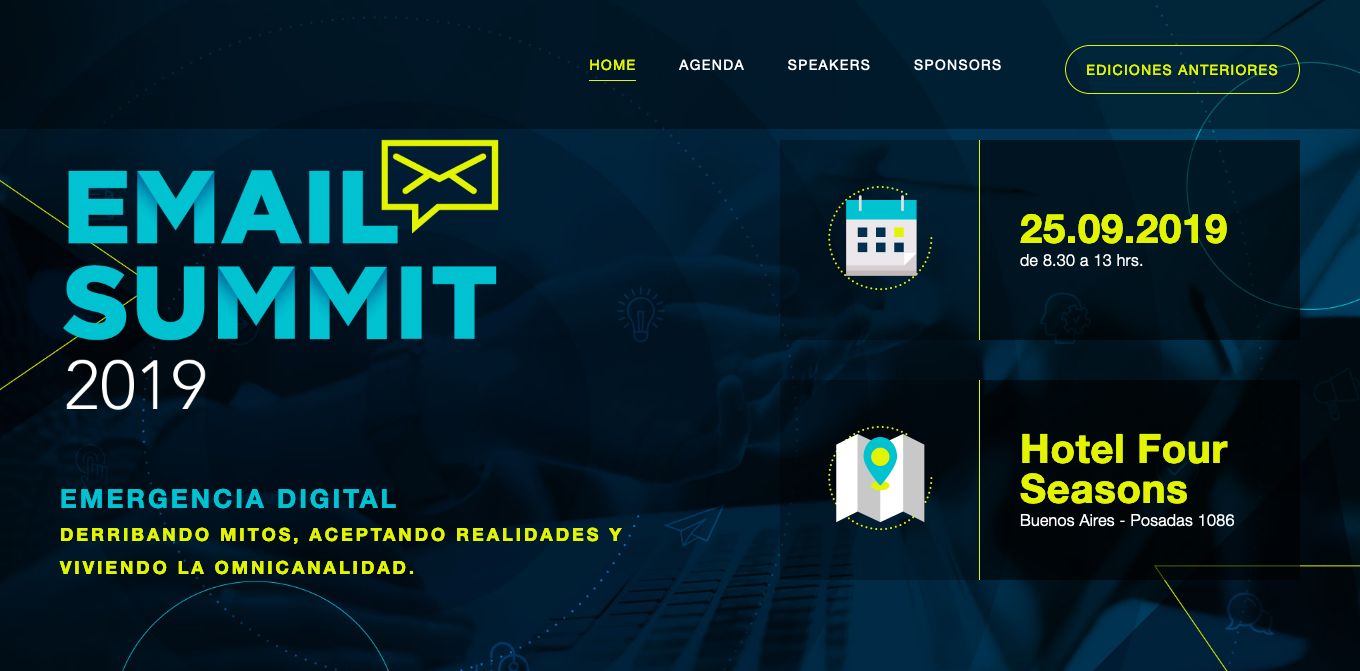 HOME AGENDA SPEAKERS SPONSORS EDICIONES ANTERIORES
EMAIL
SUMMIT
2019
EMERGENCIA DIGITAL
DERRIBANDO MITOS, ACEPTANDO REALIDADES Y
VIVIENDO LA OMNICANALIDAD.
25.09.2019
de 8.30 a 13 hrs.
Hotel Four
Seasons
Buenos Aires - Posadas 1086